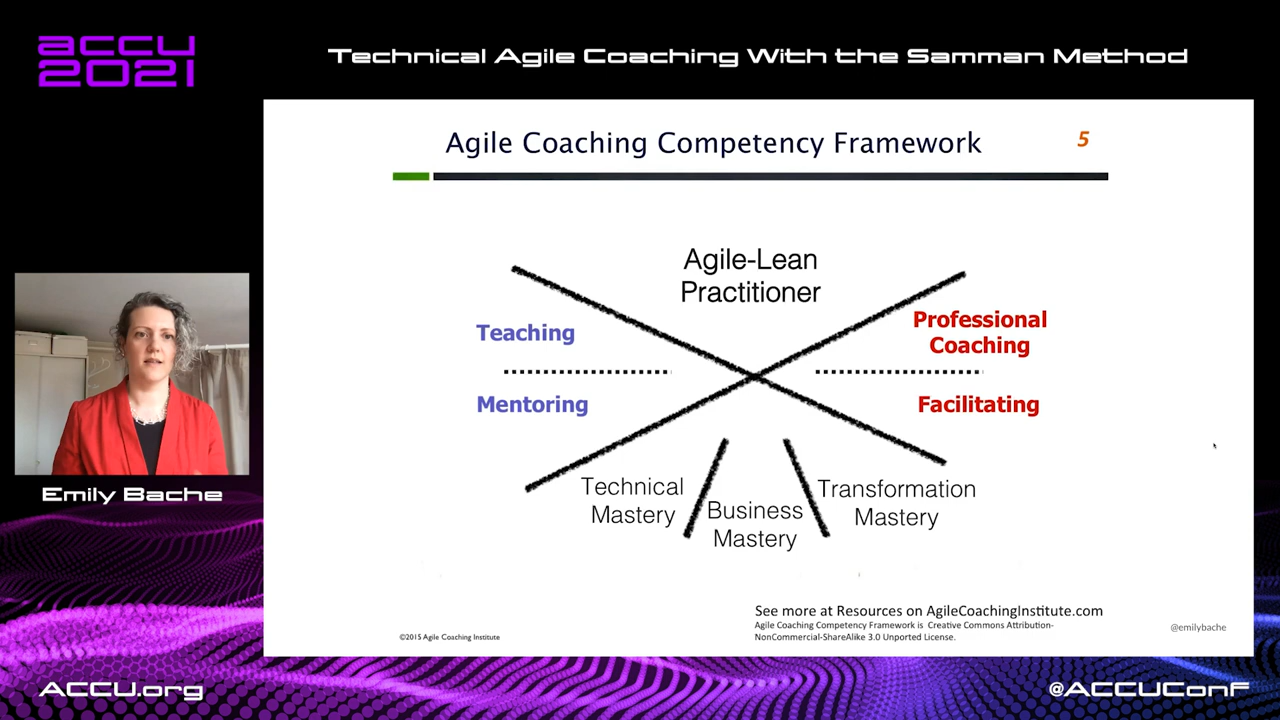 ACCU
2021
Technical Agile Coaching With the Samman Method
Agile Coaching Competency Framework
5
Agile-Lean
Practitioner
Teaching
Professional
Coaching
Mentoring
Facilitating
Technical
Mastery
Business
Mastery
Transformation
Mastery
See more at Resources on AgileCoachingInstitute.com
Agile Coaching Competency Framework is Creative Commons Attribution-
NonCommercial-ShareAlike 3.0 Unported License.
©2015 Agile Coaching Institute
@emilybache
Emily Bache
ACCU.org
@ACCUConf